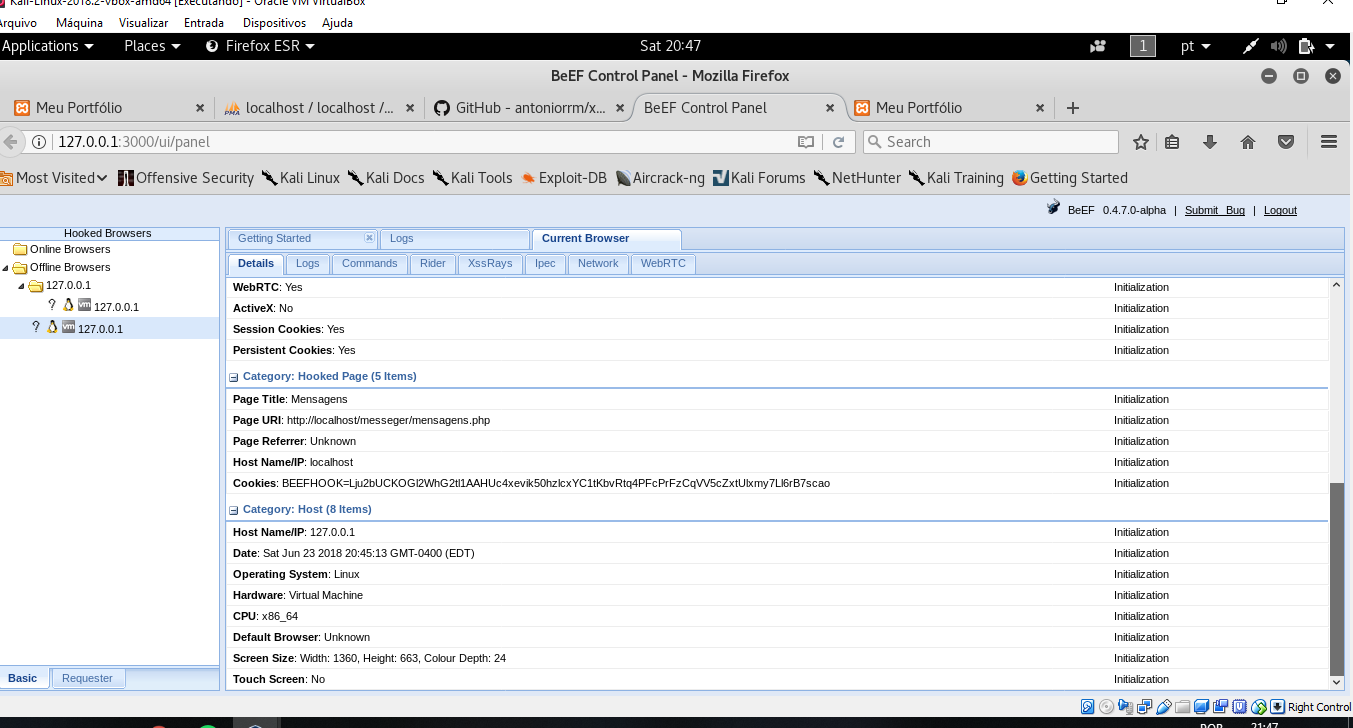 Kali-Linux-2018.2-vbox-amd64 [Executando] - Oracle VM VirtualBox
Arquivo Máquina Visualizar Entrada Dispositivos Ajuda
Applications Places Firefox ESR Sat 20:47 1 pt
BeEF Control Panel - Mozilla Firefox
Meu Portfólio localhost / localhost /... GitHub - antoniorrm/x... BeEF Control Panel Meu Portfólio
127.0.0.1:3000/ui/panel Search
Most Visited Offensive Security Kali Linux Kali Docs Kali Tools Exploit-DB Aircrack-ng Kali Forums NetHunter Kali Training Getting Started
BeEF 0.4.7.0-alpha | Submit Bug | Logout
Hooked Browsers
Online Browsers
Offline Browsers
127.0.0.1
? vm 127.0.0.1
? vm 127.0.0.1
Basic Requester
Getting Started Logs Current Browser
Details Logs Commands Rider XssRays Ipec Network WebRTC
WebRTC: Yes Initialization
ActiveX: No Initialization
Session Cookies: Yes Initialization
Persistent Cookies: Yes Initialization
Category: Hooked Page (5 Items)
Page Title: Mensagens Initialization
Page URI: http://localhost/messeger/mensagens.php Initialization
Page Referrer: Unknown Initialization
Host Name/IP: localhost Initialization
Cookies: BEEFHOOK=Lju2bUCKOGl2WhG2tl1AAHUc4xevik50hzlcxYC1tKbvRtq4PFcPrFzCqVV5cZxtUlxmy7Ll6rB7scao Initialization
Category: Host (8 Items)
Host Name/IP: 127.0.0.1 Initialization
Date: Sat Jun 23 2018 20:45:13 GMT-0400 (EDT) Initialization
Operating System: Linux Initialization
Hardware: Virtual Machine Initialization
CPU: x86_64 Initialization
Default Browser: Unknown Initialization
Screen Size: Width: 1360, Height: 663, Colour Depth: 24 Initialization
Touch Screen: No Initialization
Right Control
POR 21:47